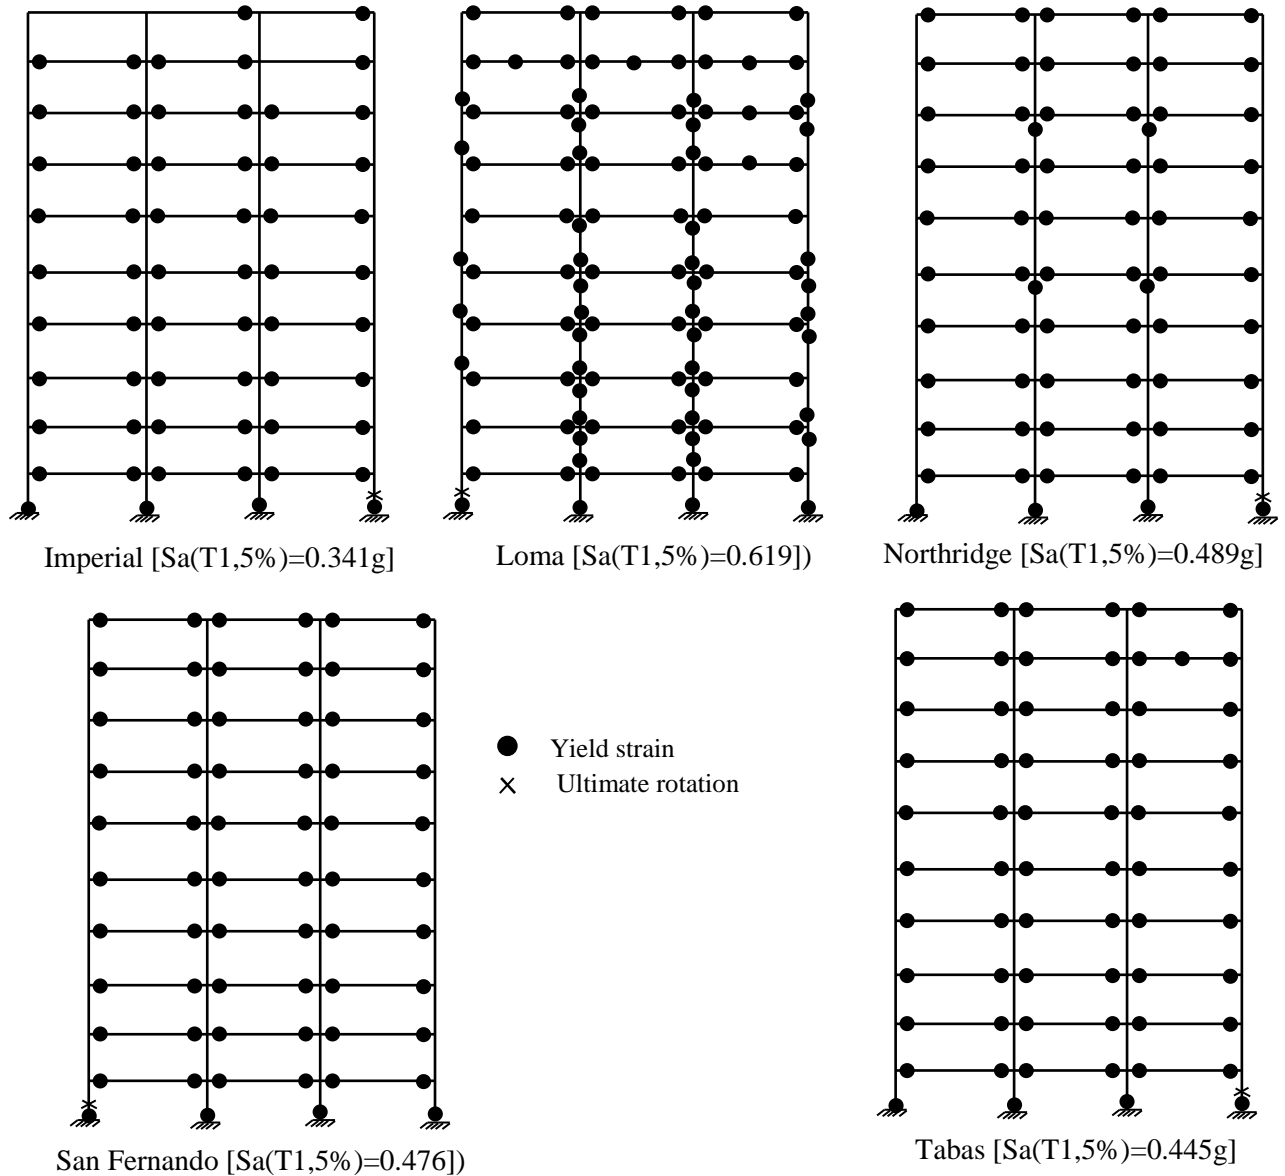 Imperial [Sa(T1,5%)=0.341g]
Loma [Sa(T1,5%)=0.619])
Northridge [Sa(T1,5%)=0.489g]
Yield strain
Ultimate rotation
San Fernando [Sa(T1,5%)=0.476])
Tabas [Sa(T1,5%)=0.445g]